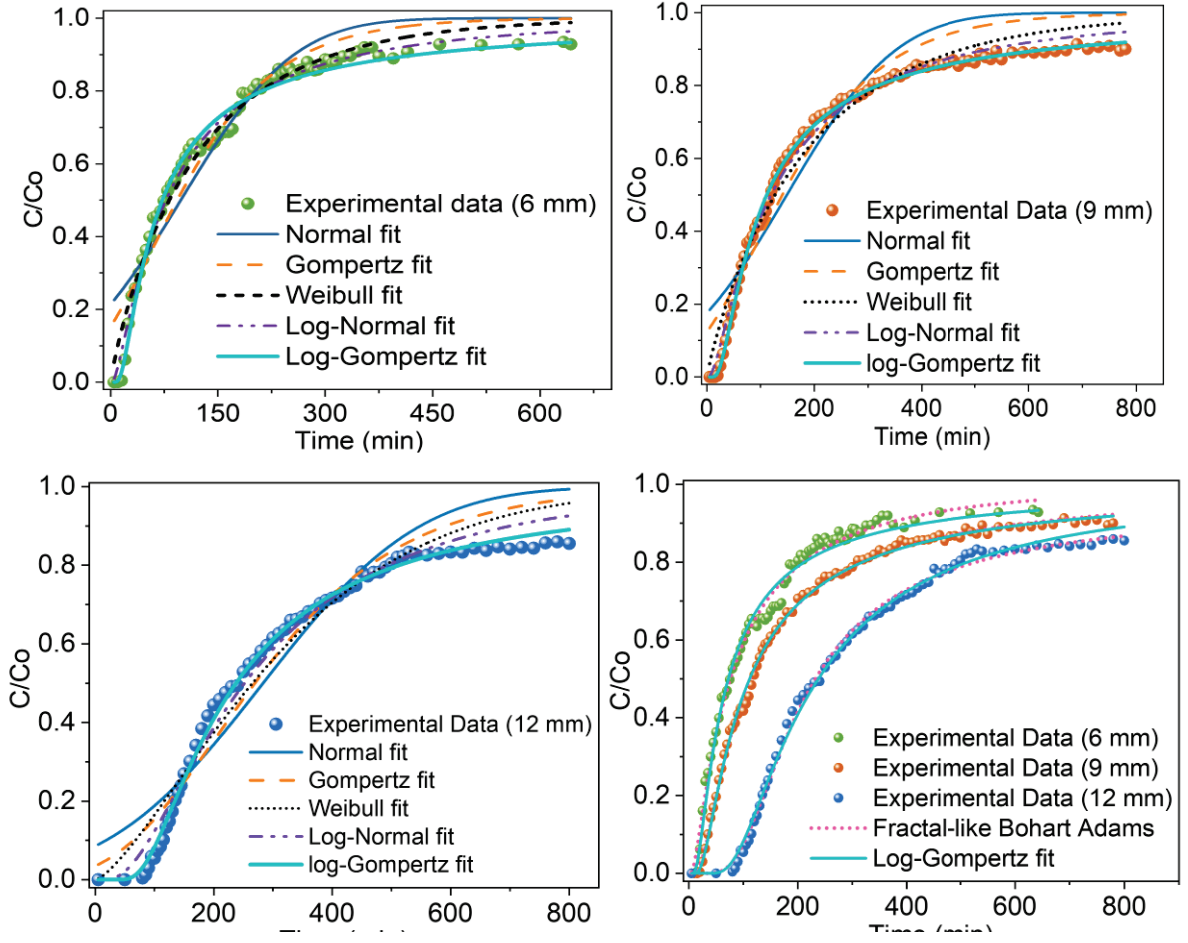 1.0
0.8
0.6
0.4
0.2
0.0
C/Co
Experimental data (6 mm)
Normal fit
Gompertz fit
Weibull fit
Log-Normal fit
Log-Gompertz fit
0 150 300 450 600
Time (min)
1.0
0.8
0.6
0.4
0.2
0.0
C/Co
Experimental Data (9 mm)
Normal fit
Gompertz fit
Weibull fit
Log-Normal fit
log-Gompertz fit
0 200 400 600 800
Time (min)
1.0
0.8
0.6
0.4
0.2
0.0
C/Co
Experimental Data (12 mm)
Normal fit
Gompertz fit
Weibull fit
Log-Normal fit
log-Gompertz fit
0 200 400 600 800
Time (min)
1.0
0.8
0.6
0.4
0.2
0.0
C/Co
Experimental Data (6 mm)
Experimental Data (9 mm)
Experimental Data (12 mm)
Fractal-like Bohart Adams
Log-Gompertz fit
0 200 400 600 800
Time (min)